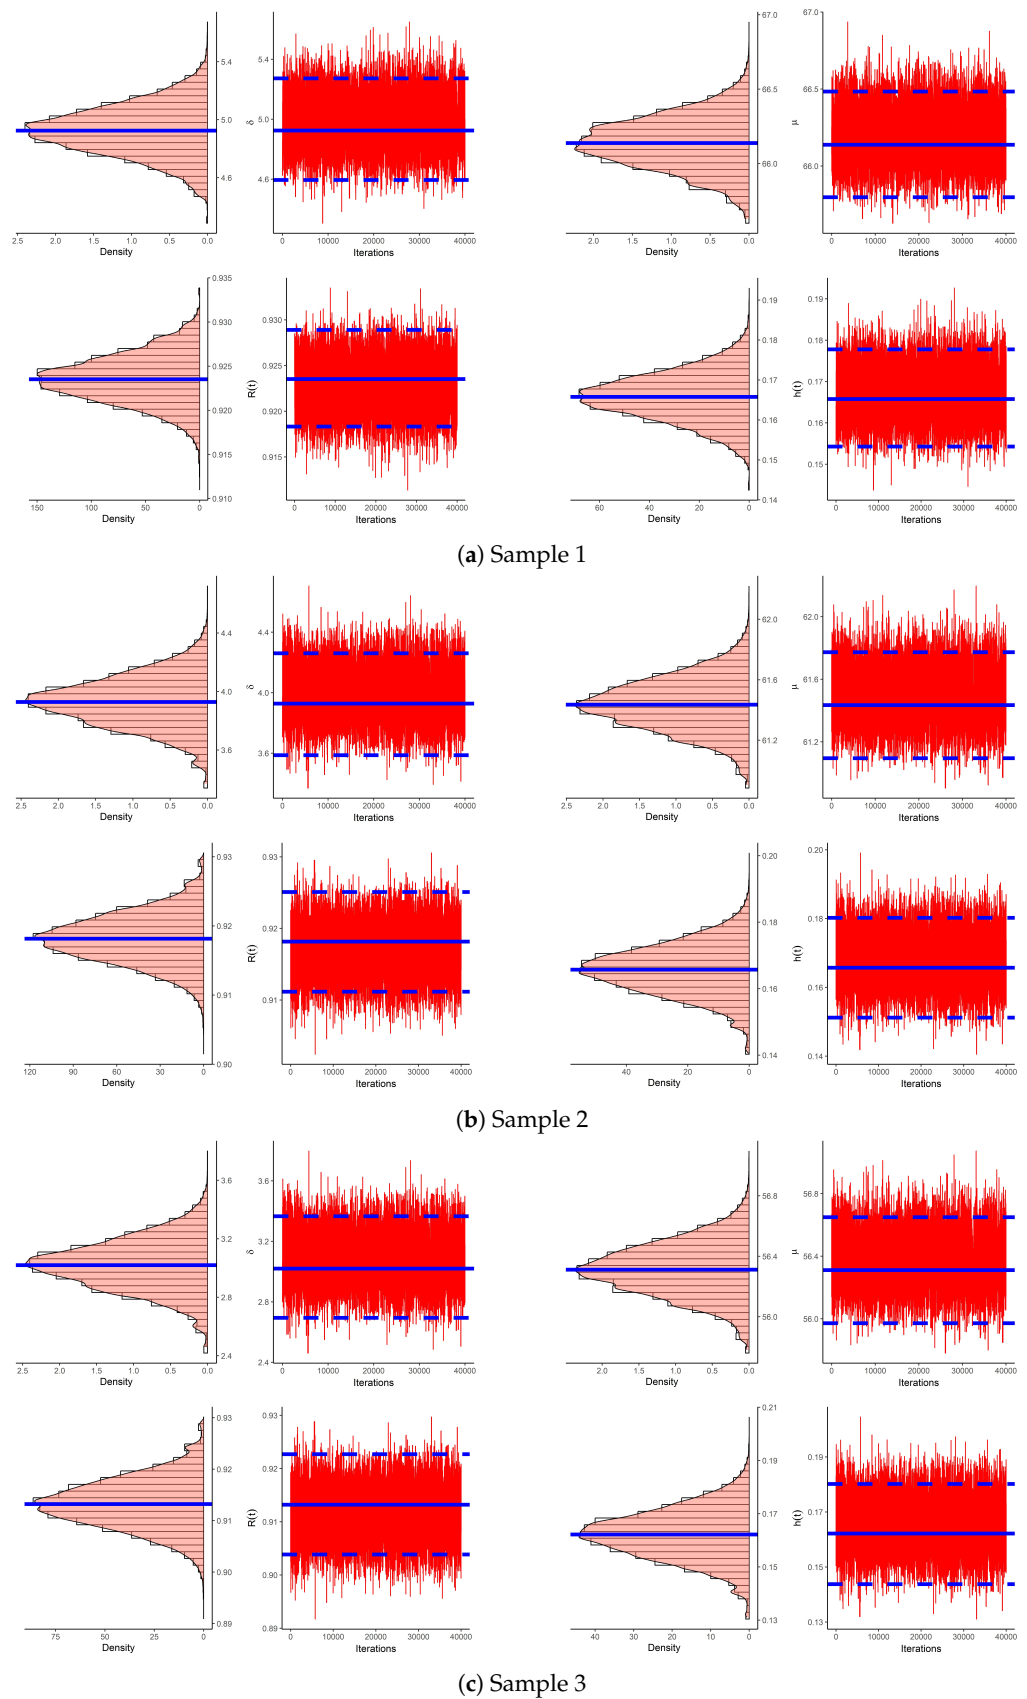 5.4
5.0
4.6
2.5 2.0 1.5 1.0 0.5 0.0
Density
δ
5.4
5.0
4.6
0 10000 20000 30000 40000
Iterations
67.0
66.5
66.0
2.0 1.5 1.0 0.5 0.0
Density
μ
67.0
66.5
66.0
0 10000 20000 30000 40000
Iterations
0.935
0.930
0.925
0.920
0.915
0.910
150 100 50 0
Density
R(t)
0.930
0.925
0.920
0.915
0 10000 20000 30000 40000
Iterations
0.19
0.18
0.17
0.16
0.15
0.14
60 40 20 0
Density
h(t)
0.19
0.18
0.17
0.16
0.15
0 10000 20000 30000 40000
Iterations
(a) Sample 1
4.4
4.0
3.6
2.5 2.0 1.5 1.0 0.5 0.0
Density
δ
4.4
4.0
3.6
0 10000 20000 30000 40000
Iterations
62.0
61.6
61.2
2.5 2.0 1.5 1.0 0.5 0.0
Density
μ
62.0
61.6
61.2
0 10000 20000 30000 40000
Iterations
0.93
0.92
0.91
0.90
120 90 60 30 0
Density
R(t)
0.93
0.92
0.91
0 10000 20000 30000 40000
Iterations
0.20
0.18
0.16
0.14
40 20 0
Density
h(t)
0.20
0.18
0.16
0.14
0 10000 20000 30000 40000
Iterations
(b) Sample 2
3.6
3.2
2.8
2.4
2.5 2.0 1.5 1.0 0.5 0.0
Density
δ
3.6
3.2
2.8
2.4
0 10000 20000 30000 40000
Iterations
56.8
56.4
56.0
2.0 1.5 1.0 0.5 0.0
Density
μ
56.8
56.4
56.0
0 10000 20000 30000 40000
Iterations
0.93
0.92
0.91
0.90
0.89
75 50 25 0
Density
R(t)
0.93
0.92
0.91
0.90
0.89
0 10000 20000 30000 40000
Iterations
0.21
0.19
0.17
0.15
0.13
40 30 20 10 0
Density
h(t)
0.19
0.17
0.15
0.13
0 10000 20000 30000 40000
Iterations
(c) Sample 3